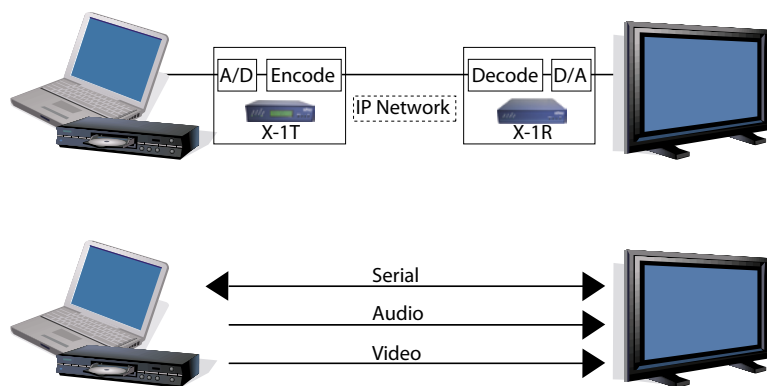 A/D Encode
Decode D/A
IP Network
X-1T
X-1R
Serial
Audio
Video